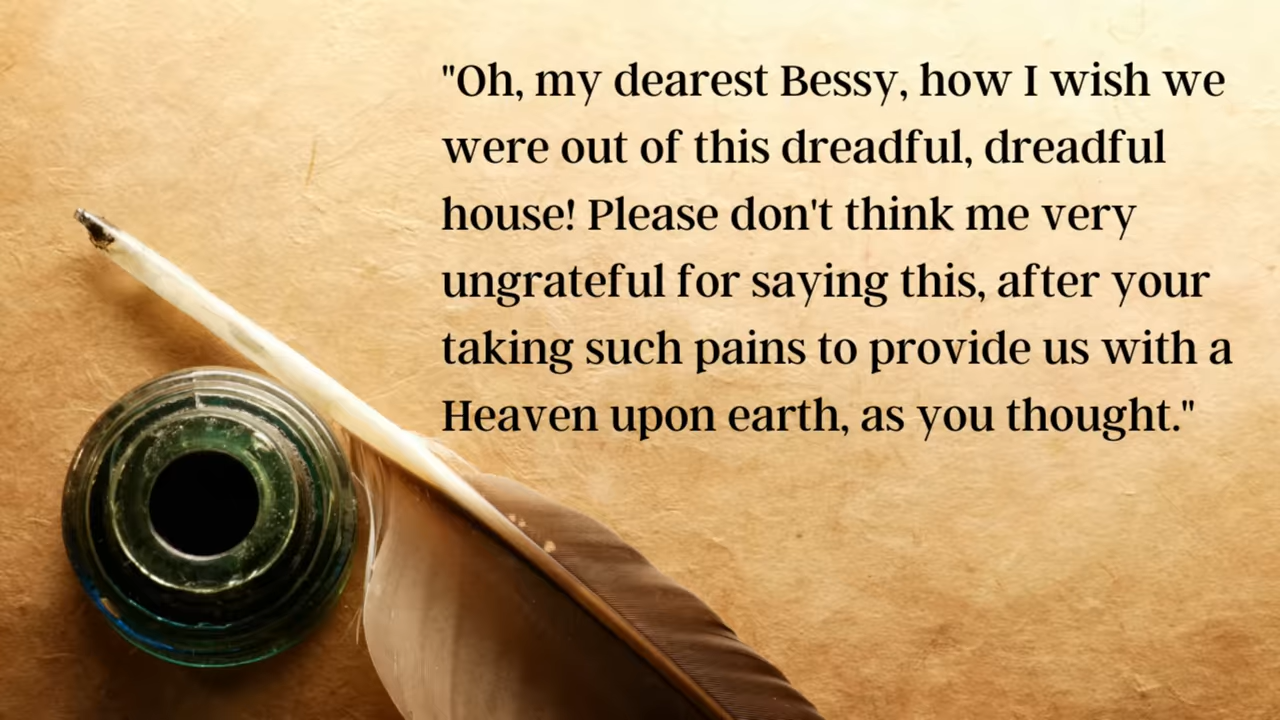 "Oh, my dearest Bessy, how I wish we
were out of this dreadful, dreadful
house! Please don't think me very
ungrateful for saying this, after your
taking such pains to provide us with a
Heaven upon earth, as you thought."